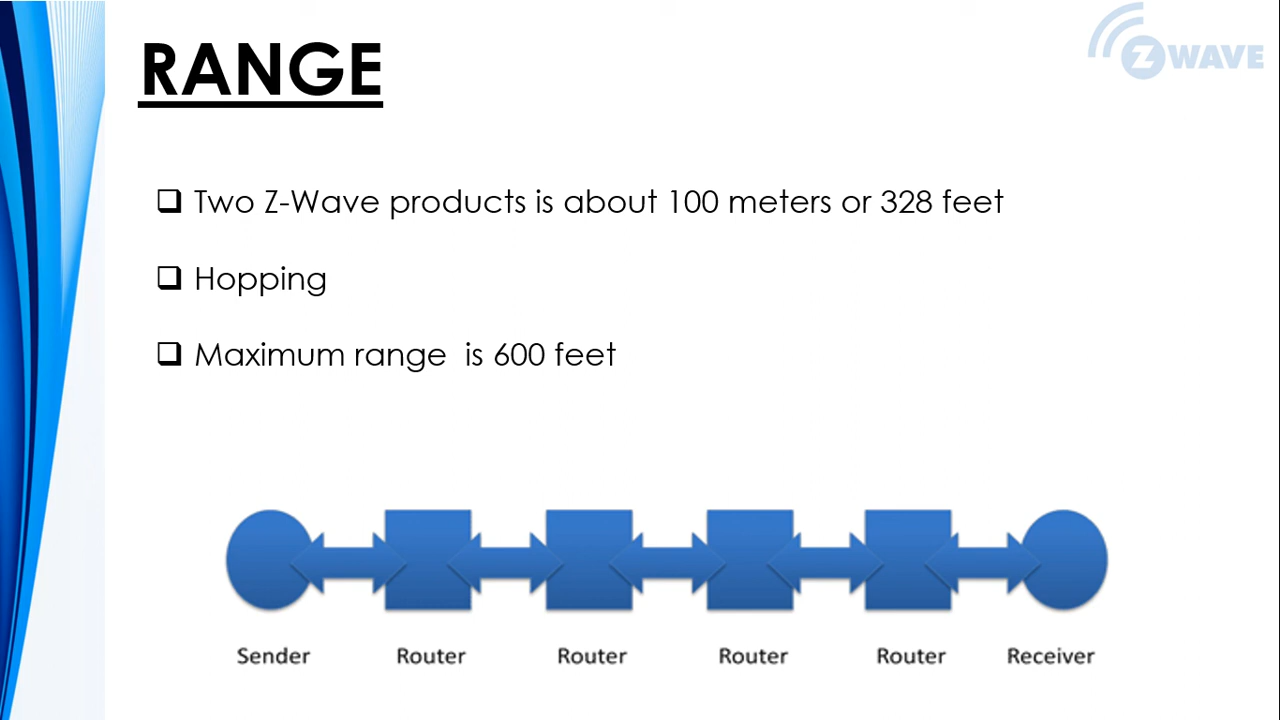 RANGE
Z WAVE
Two Z-Wave products is about 100 meters or 328 feet
Hopping
Maximum range is 600 feet
Sender Router Router Router Router Receiver